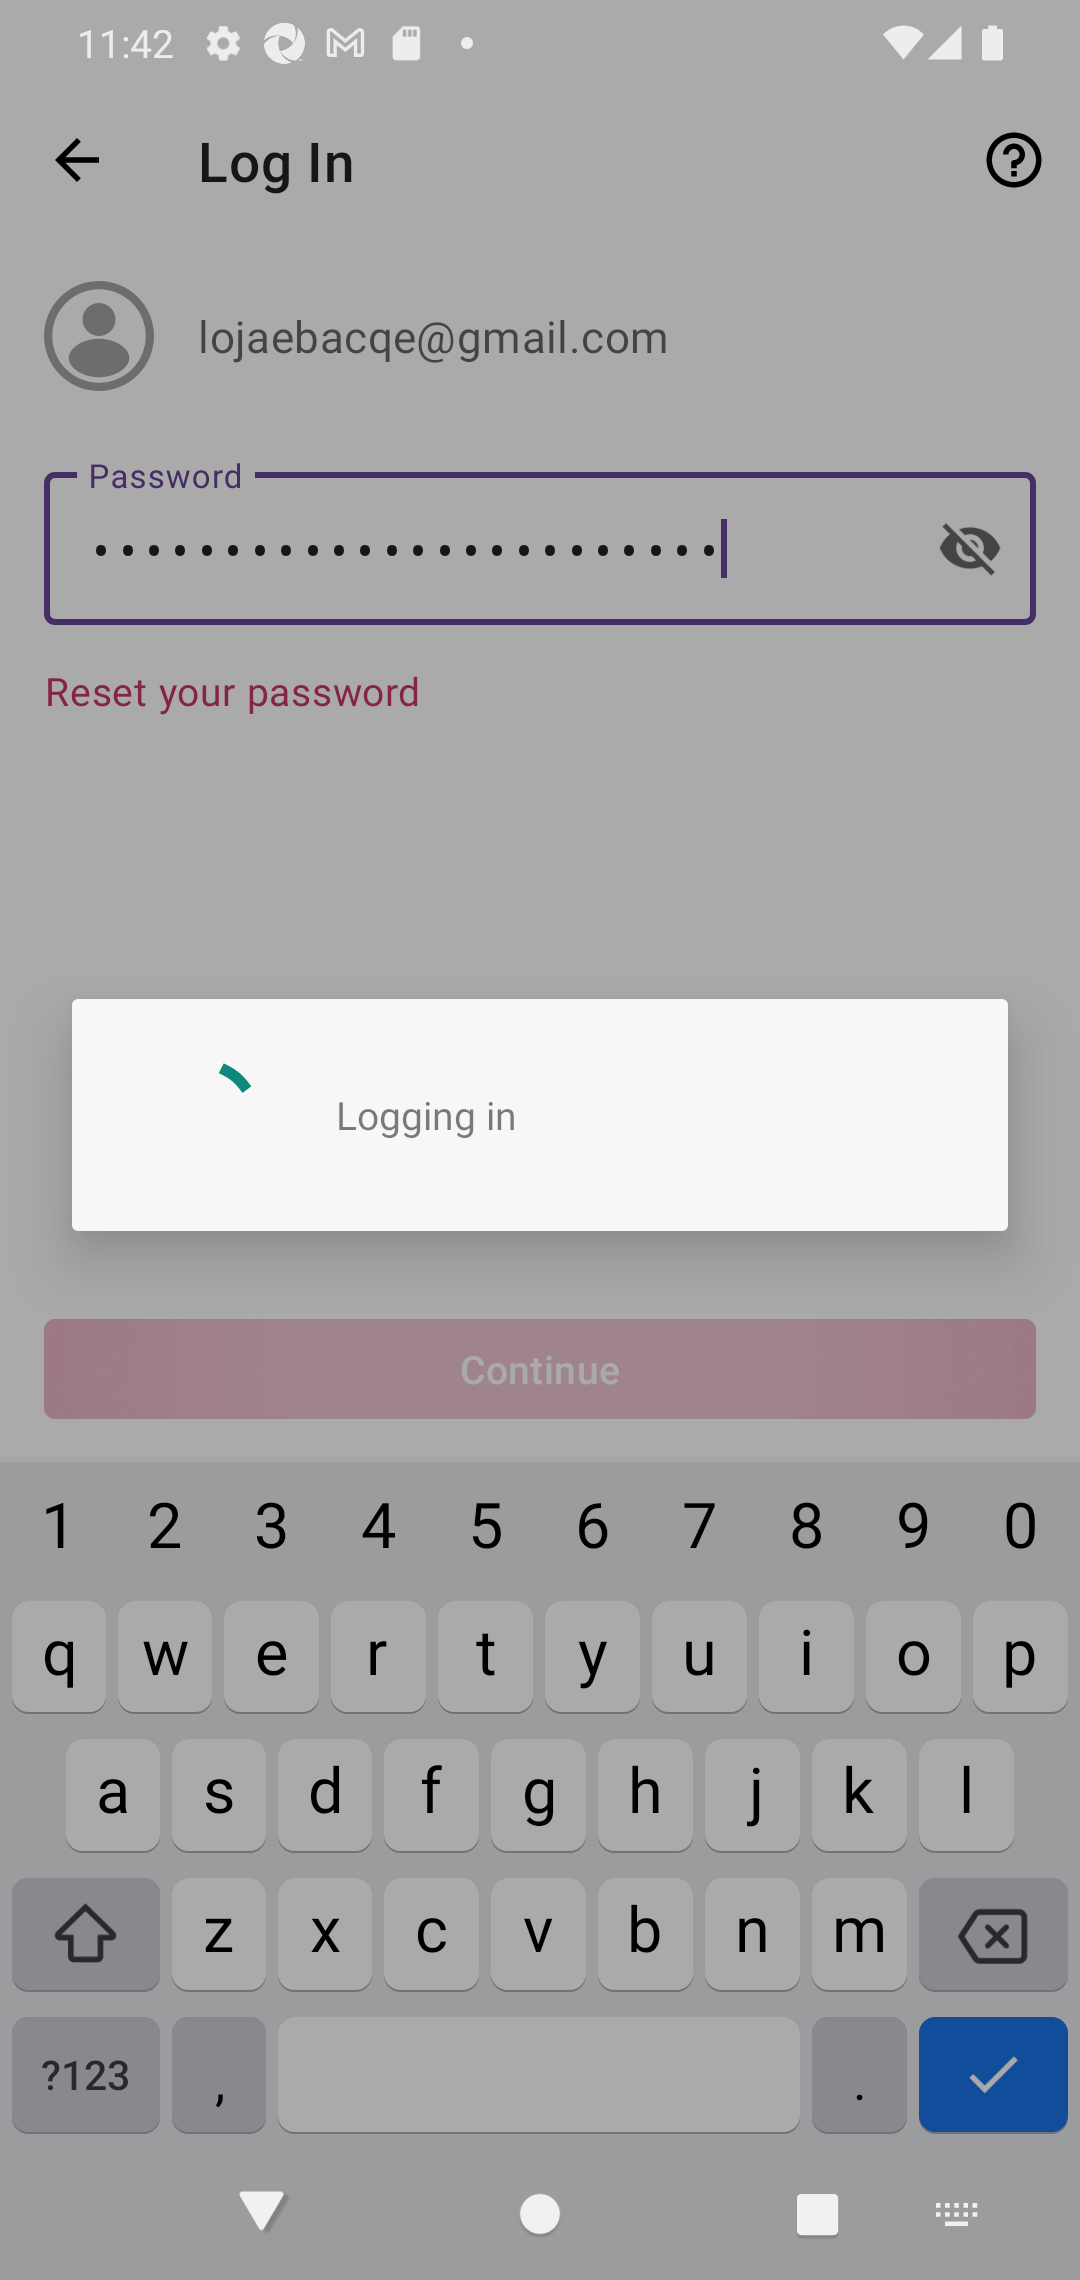 11:42
Log In
lojaebacqe@gmail.com
Password
••••••••••••••••••••••••
Reset your password
Logging in
Continue
1 2 3 4 5 6 7 8 9 0
q w e r t y u i o p
a s d f g h j k l
z x c v b n m
?123 , .